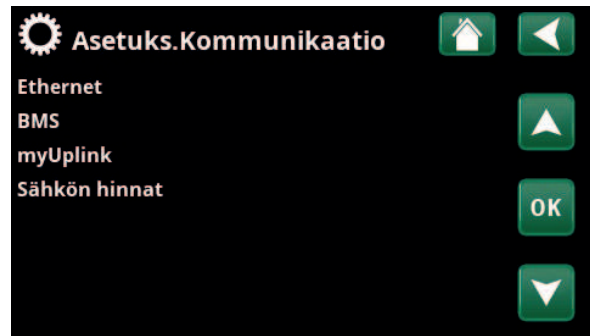 Asetuks.Kommunikaatio
Ethernet
BMS
myUplink
Sähkön hinnat
OK